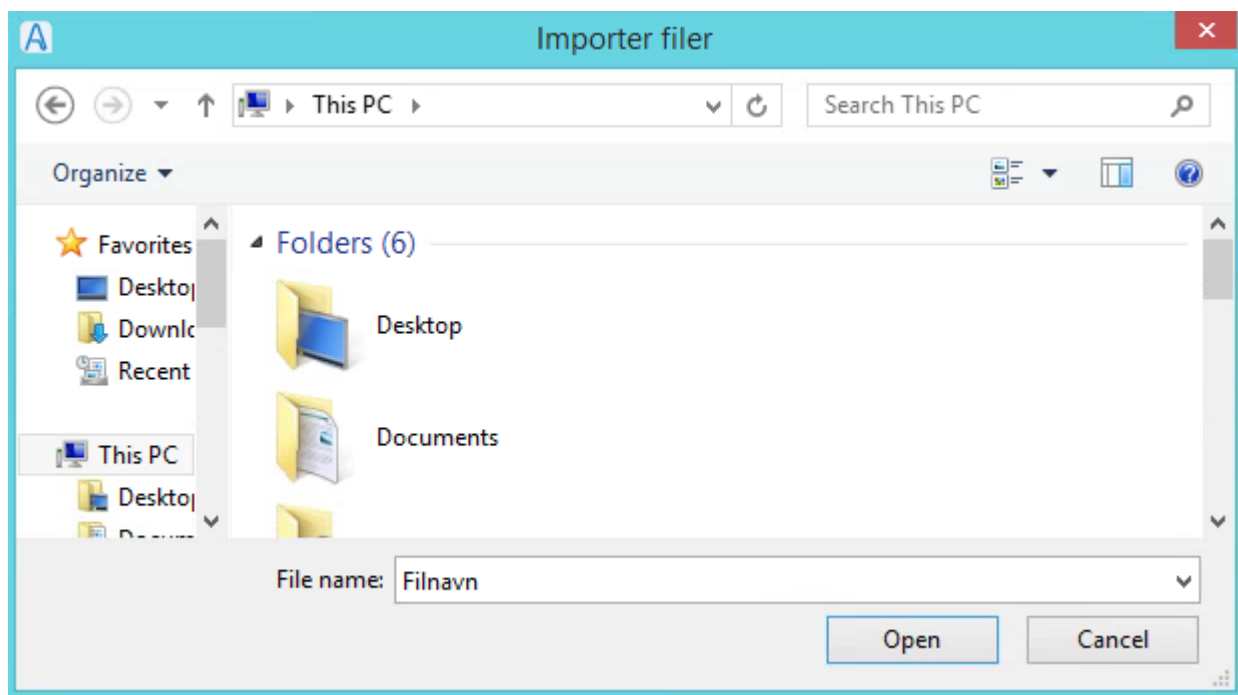 Importer filer
This PC
Search This PC
Organize
Favorites
Desktop
Downlo
Recent
This PC
Desktop
Folders (6)
Desktop
Documents
File name: Filnavn
Open Cancel